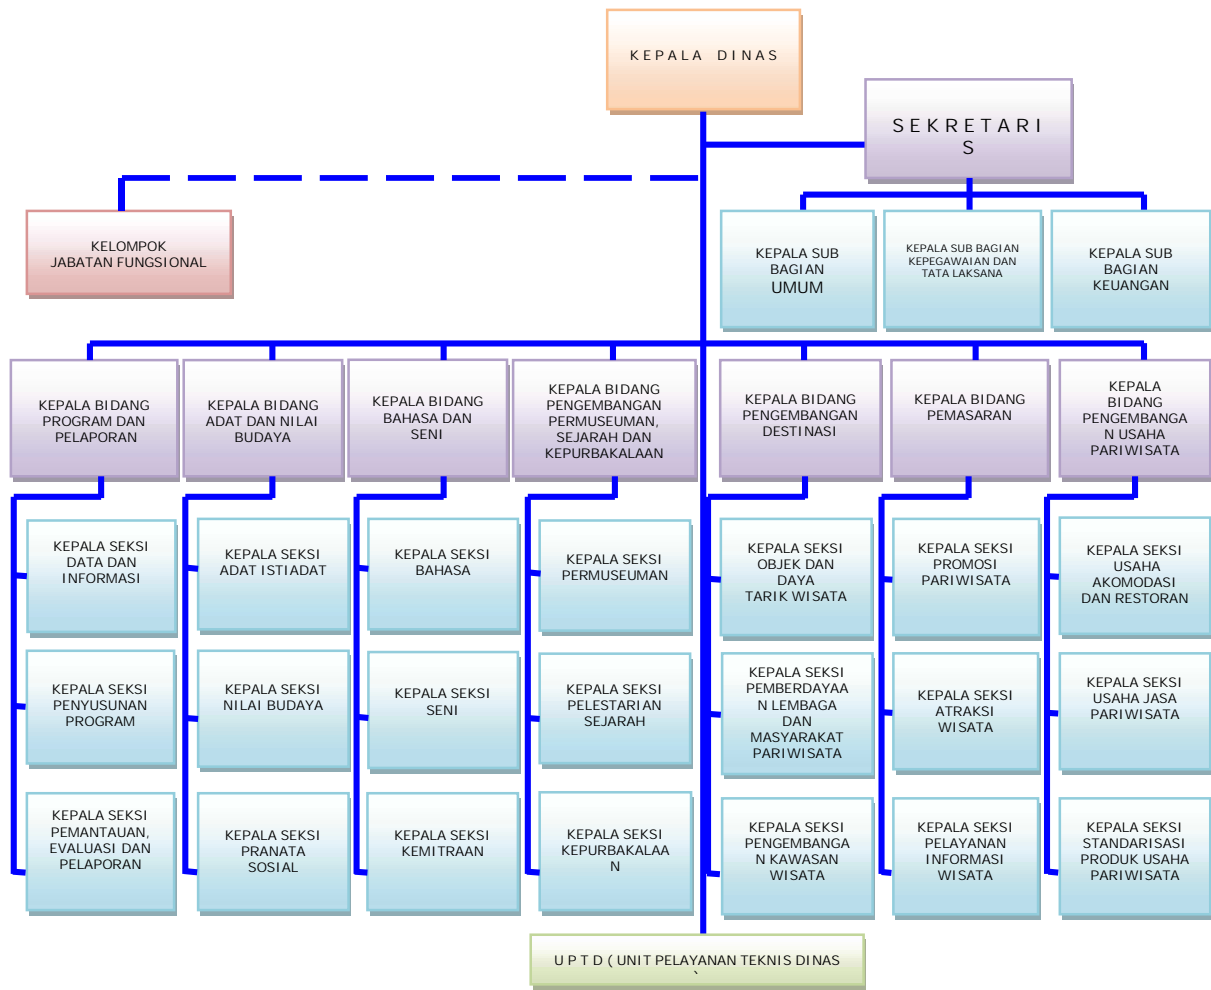 KEPALA DINAS
SEKRETARI
S
KELOMPOK
JABATAN FUNGSIONAL
KEPALA SUB
BAGIAN
UMUM
KEPALA SUB BAGIAN
KEPEGAWAIAN DAN
TATA LAKSANA
KEPALA SUB
BAGIAN
KEUANGAN
KEPALA BIDANG
PROGRAM DAN
PELAPORAN
KEPALA BIDANG
ADAT DAN NILAI
BUDAYA
KEPALA BIDANG
BAHASA DAN
SENI
KEPALA BIDANG
PENGEMBANGAN
PERMUSEUMAN,
SEJARAH DAN
KEPURBAKALAAN
KEPALA BIDANG
PENGEMBANGAN
DESTINASI
KEPALA BIDANG
PEMASARAN
KEPALA
BIDANG
PENGEMBANGA
N USAHA
PARIWISATA
KEPALA SEKSI
DATA DAN
INFORMASI
KEPALA SEKSI
ADAT ISTIADAT
KEPALA SEKSI
BAHASA
KEPALA SEKSI
PERMUSEUMAN
KEPALA SEKSI
OBJEK DAN
DAYA
TARIK WISATA
KEPALA SEKSI
PROMOSI
PARIWISATA
KEPALA SEKSI
USAHA
AKOMODASI
DAN RESTORAN
KEPALA SEKSI
PENYUSUNAN
PROGRAM
KEPALA SEKSI
NILAI BUDAYA
KEPALA SEKSI
SENI
KEPALA SEKSI
PELESTARIAN
SEJARAH
KEPALA SEKSI
PEMBERDAYAA
N LEMBAGA
DAN
MASYARAKAT
PARIWISATA
KEPALA SEKSI
ATRAKSI
WISATA
KEPALA SEKSI
USAHA JASA
PARIWISATA
KEPALA SEKSI
PEMANTAUAN,
EVALUASI DAN
PELAPORAN
KEPALA SEKSI
PRANATA
SOSIAL
KEPALA SEKSI
KEMITRAAN
KEPALA SEKSI
KEPURBAKALAA
N
KEPALA SEKSI
PENGEMBANGA
N KAWASAN
WISATA
KEPALA SEKSI
PELAYANAN
INFORMASI
WISATA
KEPALA SEKSI
STANDARISASI
PRODUK USAHA
PARIWISATA
U P T D ( UNIT PELAYANAN TEKNIS DINAS
`